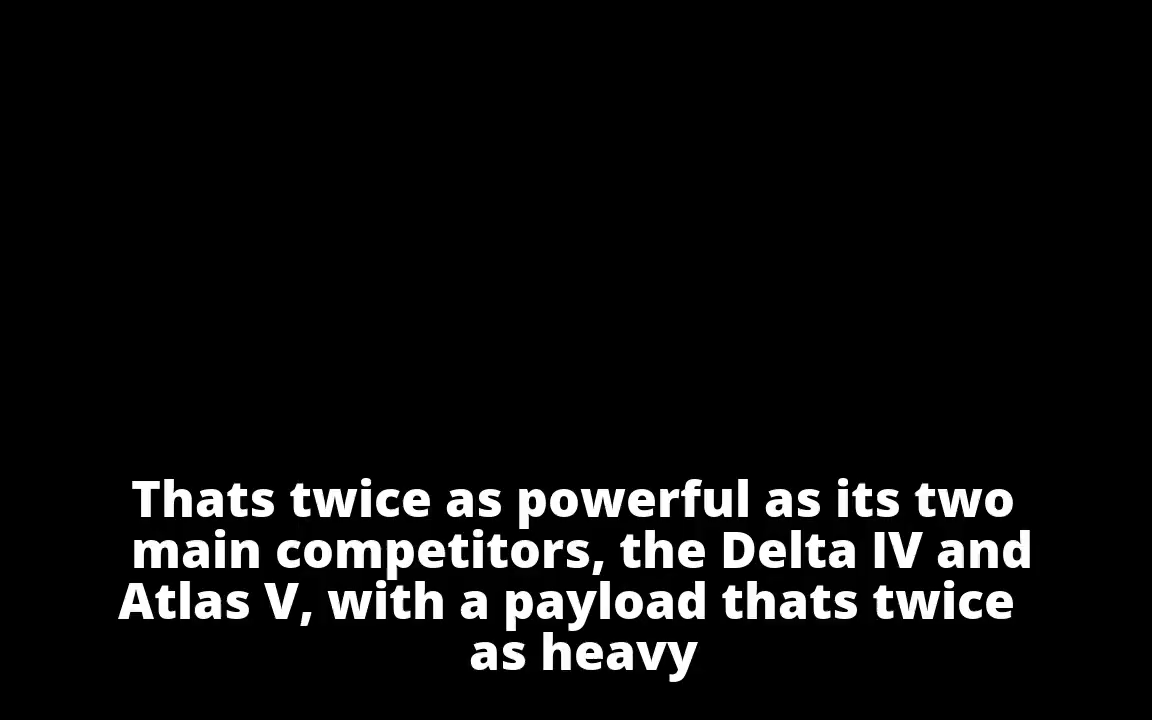 Thats twice as powerful as its two
main competitors, the Delta IV and
Atlas V, with a payload thats twice
as heavy